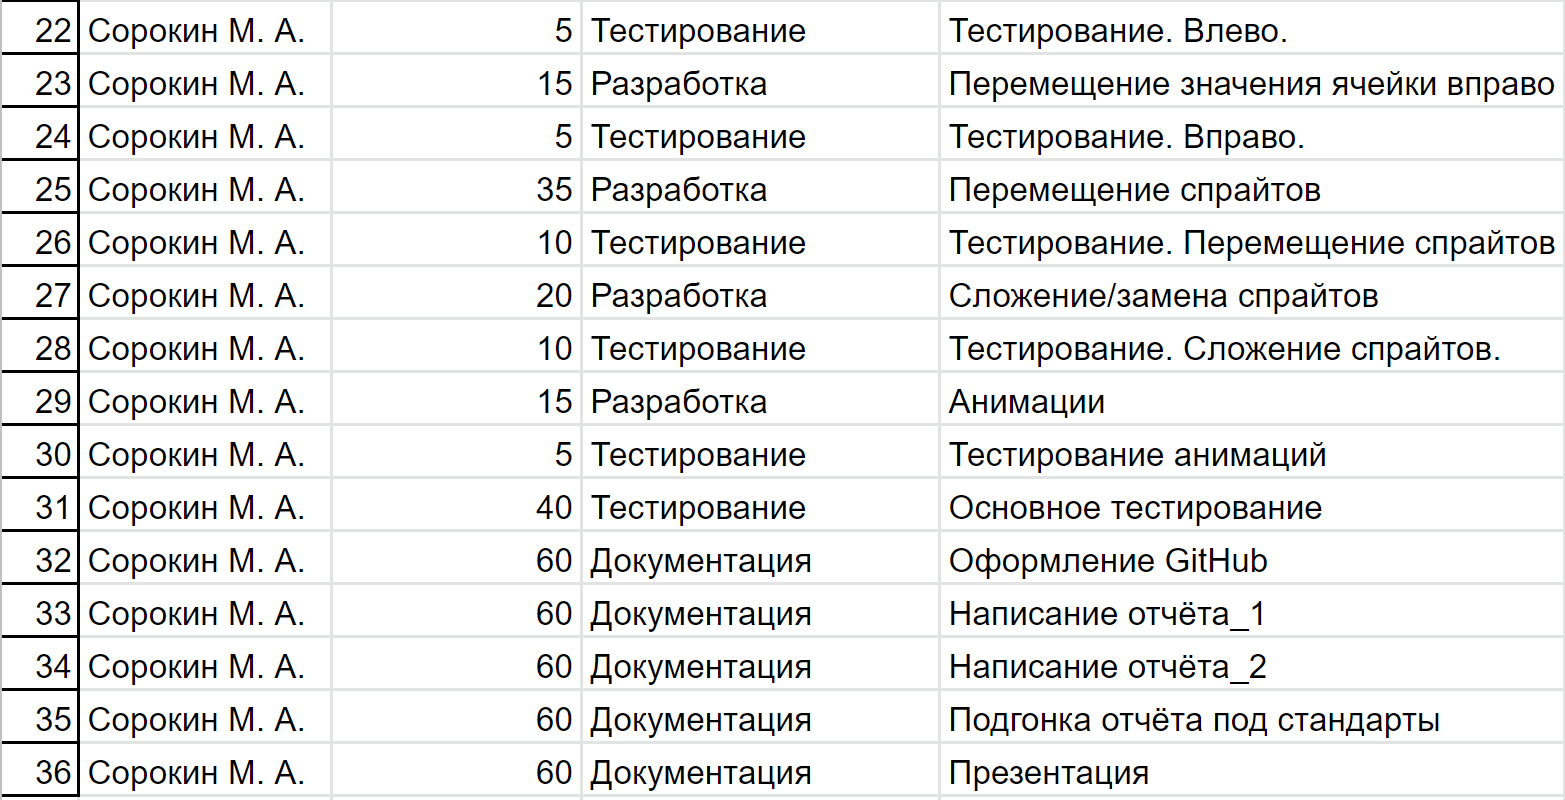 22 Сорокин М. А. 5 Тестирование Тестирование. Влево.
23 Сорокин М. А. 15 Разработка Перемещение значения ячейки вправо
24 Сорокин М. А. 5 Тестирование Тестирование. Вправо.
25 Сорокин М. А. 35 Разработка Перемещение спрайтов
26 Сорокин М. А. 10 Тестирование Тестирование. Перемещение спрайтов
27 Сорокин М. А. 20 Разработка Сложение/замена спрайтов
28 Сорокин М. А. 10 Тестирование Тестирование. Сложение спрайтов.
29 Сорокин М. А. 15 Разработка Анимации
30 Сорокин М. А. 5 Тестирование Тестирование анимаций
31 Сорокин М. А. 40 Тестирование Основное тестирование
32 Сорокин М. А. 60 Документация Оформление GitHub
33 Сорокин М. А. 60 Документация Написание отчёта_1
34 Сорокин М. А. 60 Документация Написание отчёта_2
35 Сорокин М. А. 60 Документация Подгонка отчёта под стандарты
36 Сорокин М. А. 60 Документация Презентация